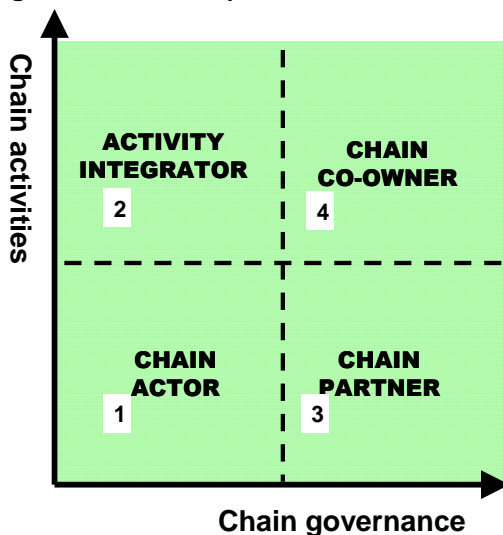 Chain activities
ACTIVITY
INTEGRATOR
2
CHAIN
CO-OWNER
4
CHAIN
ACTOR
1
CHAIN
PARTNER
3
Chain governance